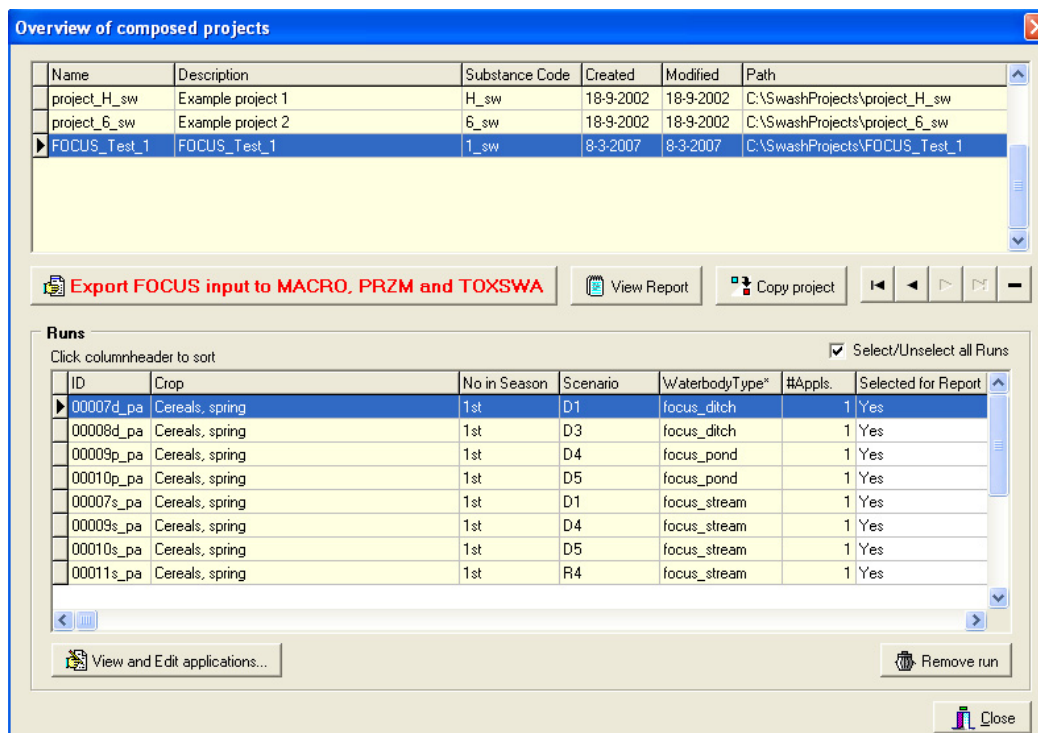 Overview of composed projects
Name Description Substance Code Created Modified Path
project_H_sw Example project 1 H_sw 18-9-2002 18-9-2002 C:\SwashProjects\project_H_sw
project_6_sw Example project 2 6_sw 18-9-2002 18-9-2002 C:\SwashProjects\project_6_sw
FOCUS_Test_1 FOCUS_Test_1 1_sw 8-3-2007 8-3-2007 C:\SwashProjects\FOCUS_Test_1
Export FOCUS input to MACRO, PRZM and TOXSWA View Report Copy project
Runs
Click columnheader to sort Select/Unselect all Runs
ID Crop No in Season Scenario WaterbodyType* #Appls. Selected for Report
00007d_pa Cereals, spring 1st D1 focus_ditch 1 Yes
00008d_pa Cereals, spring 1st D3 focus_ditch 1 Yes
00009p_pa Cereals, spring 1st D4 focus_pond 1 Yes
00010p_pa Cereals, spring 1st D5 focus_pond 1 Yes
00007s_pa Cereals, spring 1st D1 focus_stream 1 Yes
00009s_pa Cereals, spring 1st D4 focus_stream 1 Yes
00010s_pa Cereals, spring 1st D5 focus_stream 1 Yes
00011s_pa Cereals, spring 1st R4 focus_stream 1 Yes
View and Edit applications... Remove run
Close